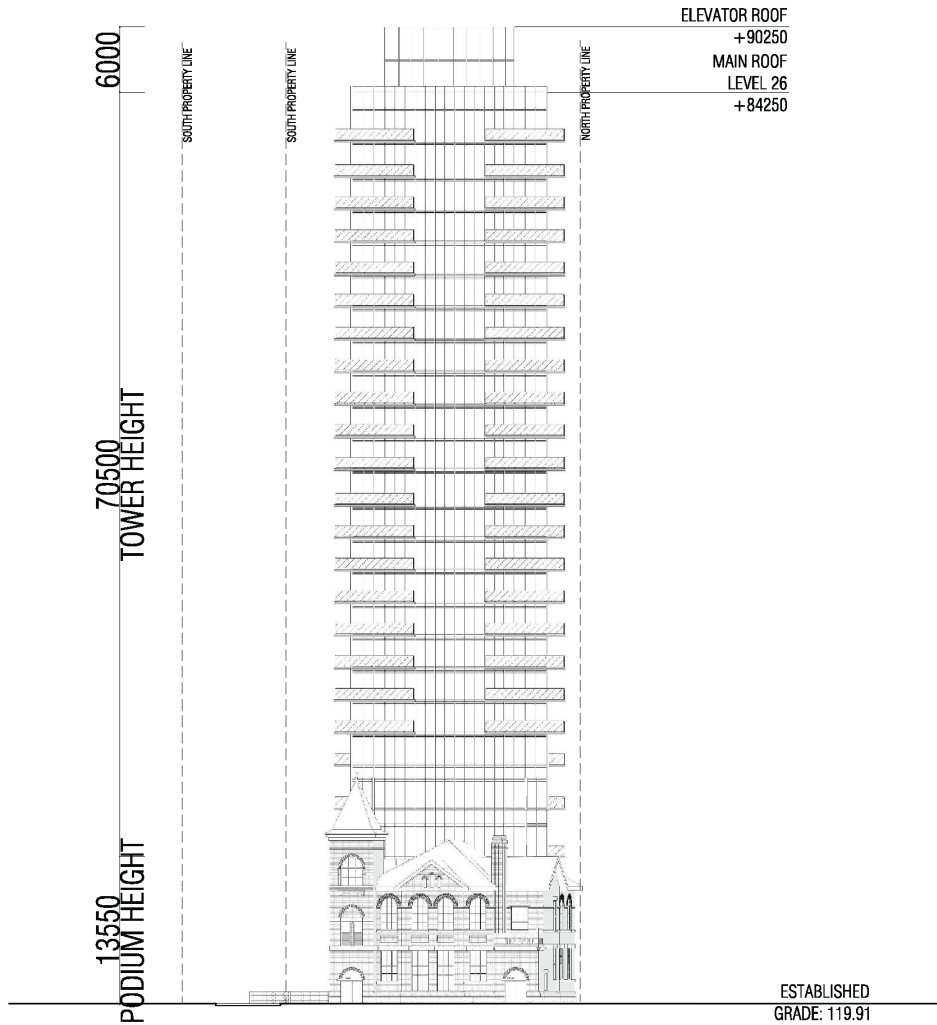 ELEVATOR ROOF
+90250
MAIN ROOF
LEVEL 26
+84250
6000
SOUTH PROPERTY LINE
SOUTH PROPERTY LINE
NORTH PROPERTY LINE
70500
TOWER HEIGHT
13550
PODIUM HEIGHT
ESTABLISHED
GRADE: 119.91